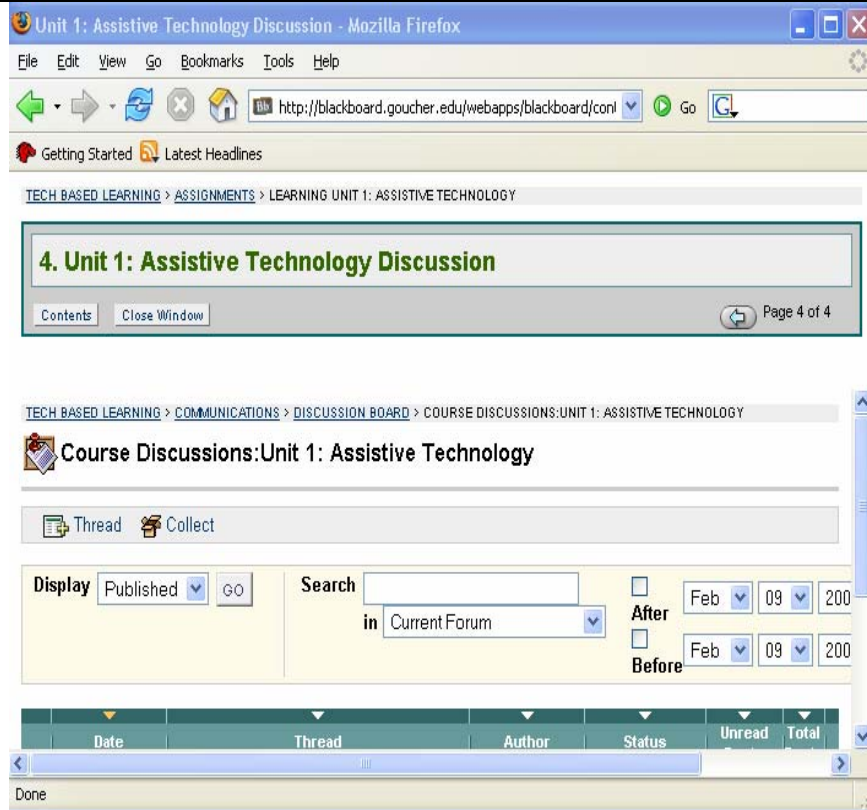 Unit 1: Assistive Technology Discussion - Mozilla Firefox
File Edit View Go Bookmarks Tools Help
Bb http://blackboard.goucher.edu/webapps/blackboard/con Go G
Getting Started Latest Headlines
TECH BASED LEARNING > ASSIGNMENTS > LEARNING UNIT 1: ASSISTIVE TECHNOLOGY
4. Unit 1: Assistive Technology Discussion
Contents Close Window Page 4 of 4
TECH BASED LEARNING > COMMUNICATIONS > DISCUSSION BOARD > COURSE DISCUSSIONS:UNIT 1: ASSISTIVE TECHNOLOGY
Course Discussions:Unit 1: Assistive Technology
Thread Collect
Display Published GO Search
in Current Forum
After Feb 09 200
Before Feb 09 200
Date Thread Author Status Unread Total
Done